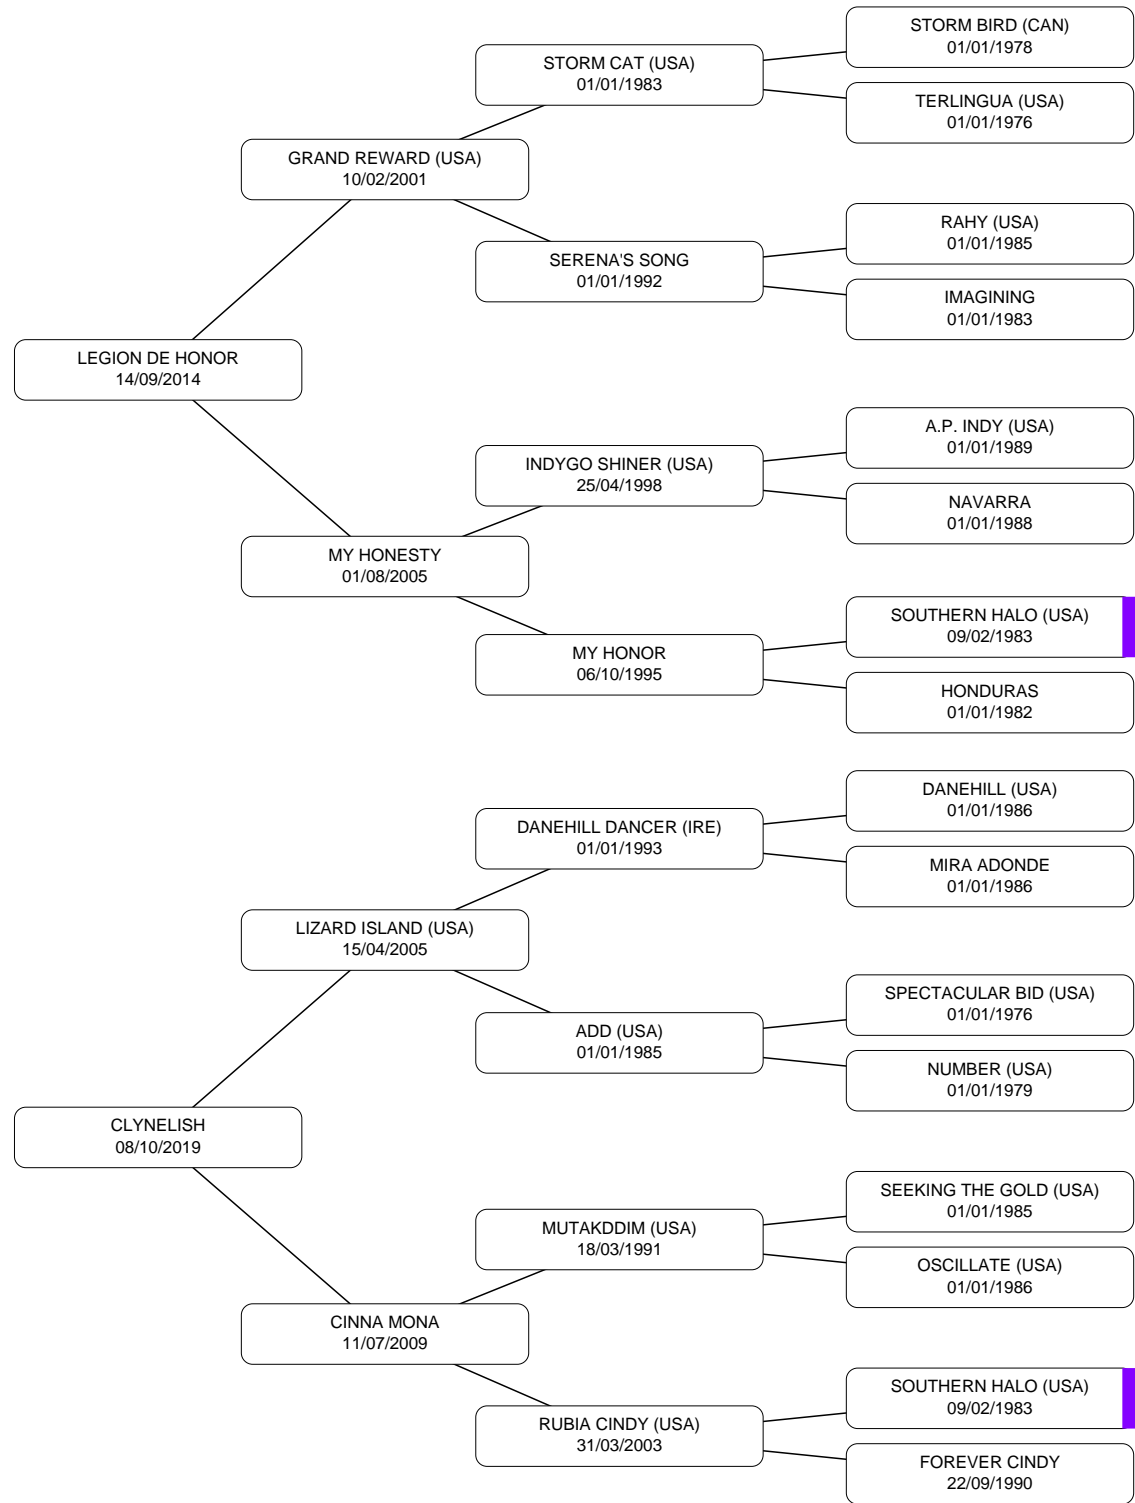 STORM BIRD (CAN)
01/01/1978
STORM CAT (USA)
01/01/1983
TERLINGUA (USA)
01/01/1976
GRAND REWARD (USA)
10/02/2001
RAHY (USA)
01/01/1985
SERENA'S SONG
01/01/1992
IMAGINING
01/01/1983
LEGION DE HONOR
14/09/2014
A.P. INDY (USA)
01/01/1989
INDYGO SHINER (USA)
25/04/1998
NAVARRA
01/01/1988
MY HONESTY
01/08/2005
SOUTHERN HALO (USA)
09/02/1983
MY HONOR
06/10/1995
HONDURAS
01/01/1982
DANEHILL (USA)
01/01/1986
DANEHILL DANCER (IRE)
01/01/1993
MIRA ADONDE
01/01/1986
LIZARD ISLAND (USA)
15/04/2005
SPECTACULAR BID (USA)
01/01/1976
ADD (USA)
01/01/1985
NUMBER (USA)
01/01/1979
CLYNELISH
08/10/2019
SEEKING THE GOLD (USA)
01/01/1985
MUTAKDDIM (USA)
18/03/1991
OSCILLATE (USA)
01/01/1986
CINNA MONA
11/07/2009
SOUTHERN HALO (USA)
09/02/1983
RUBIA CINDY (USA)
31/03/2003
FOREVER CINDY
22/09/1990